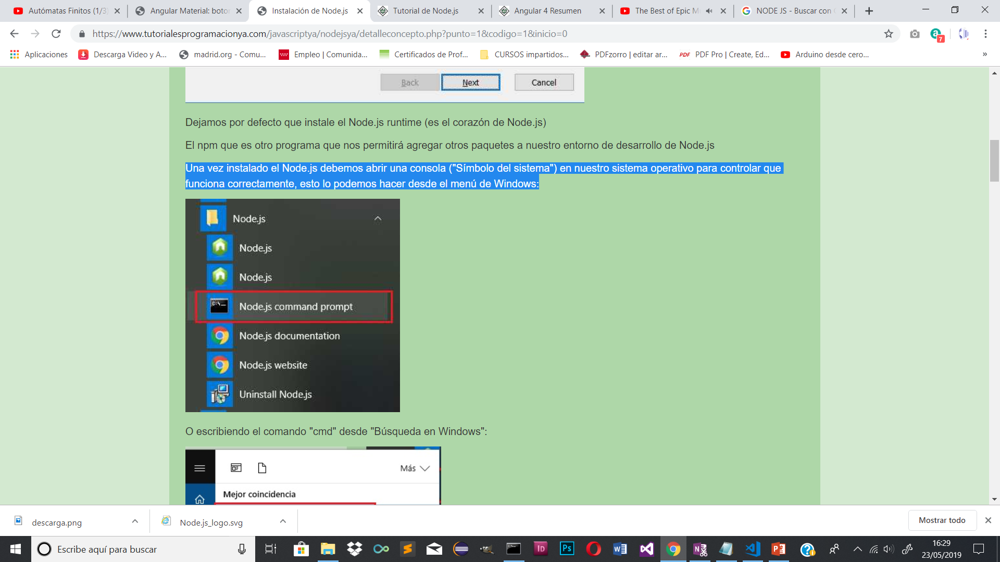 Autómatas Finitos (1/3)
Angular Material: boto
Instalación de Node.js
Tutorial de Node.js
Angular 4 Resumen
The Best of Epic M
NODE JS - Buscar con
https://www.tutorialesprogramacionya.com/javascriptya/nodejsya/detalleconcepto.php?punto=1&codigo=1&inicio=0
7
Aplicaciones
Descarga Video y A...
madrid.org - Comu...
Empleo | Comunida...
Certificados de Prof...
CURSOS impartidos...
PDFzorro | editar ar...
PDF PDF Pro | Create, Ed...
Arduino desde cero...
»
Back
Next
Cancel
Dejamos por defecto que instale el Node.js runtime (es el corazón de Node.js)
El npm que es otro programa que nos permitirá agregar otros paquetes a nuestro entorno de desarrollo de Node.js
Una vez instalado el Node.js debemos abrir una consola ("Símbolo del sistema") en nuestro sistema operativo para controlar que
funciona correctamente, esto lo podemos hacer desde el menú de Windows:
Node.js
Node.js
Node.js
Node.js command prompt
Node.js documentation
Node.js website
Uninstall Node.js
O escribiendo el comando "cmd" desde "Búsqueda en Windows":
Más
Mejor coincidencia
descarga.png
Node.js_logo.svg
Mostrar todo
Escribe aquí para buscar
16:29
23/05/2019